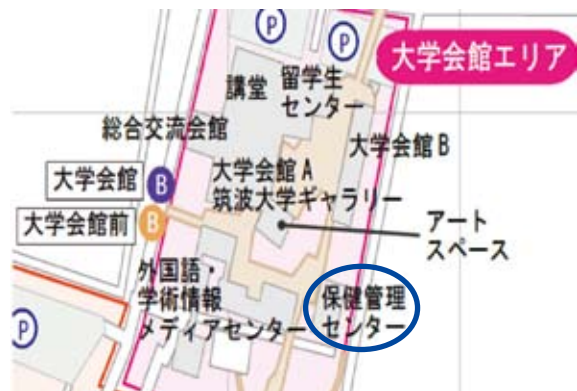 P
P
大学会館エリア
講堂
留学生
センター
総合交流会館
大学会館B
大学会館
B
大学会館A
筑波大学ギャラリー
大学会館前
B
アート
スペース
外国語・
学術情報
メディアセンター
保健管理
センター
P